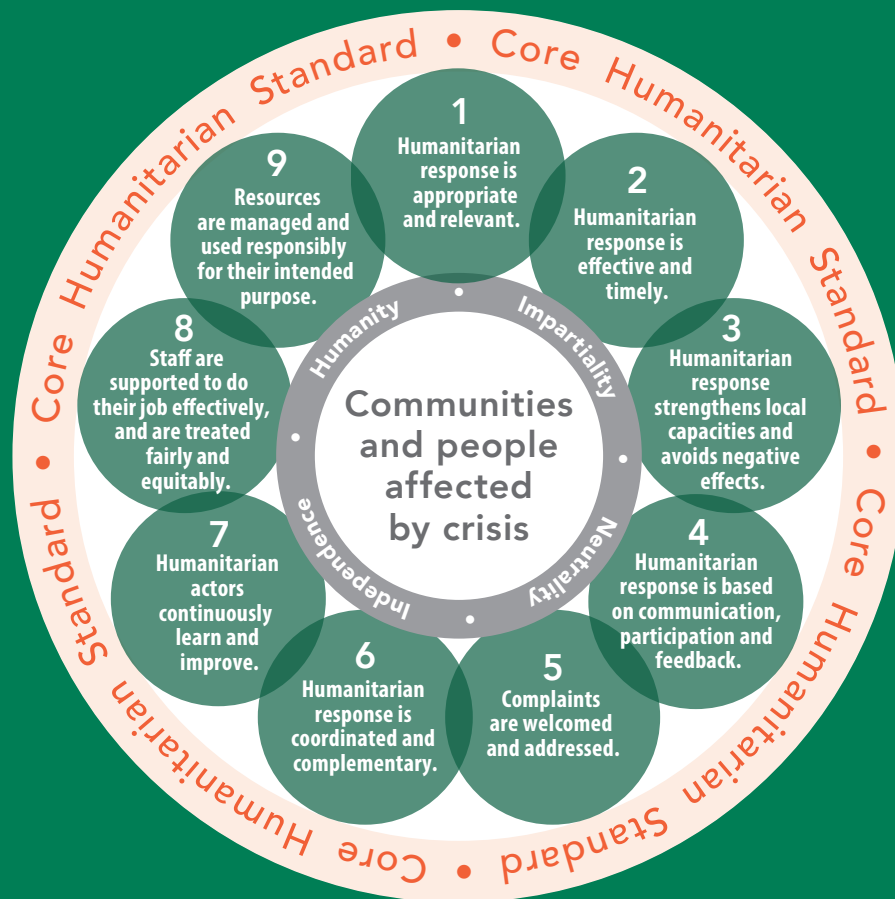 Core Humanitarian Standard • Core Humanitarian Standard • Core Humanitarian Standard • Core Humanitarian Standard •
1
Humanitarian
response is
appropriate
and relevant.
2
Humanitarian
response is
effective and
timely.
3
Humanitarian
response
strengthens local
capacities and
avoids negative
effects.
4
Humanitarian
response is based
on communication,
participation and
feedback.
5
Complaints
are welcomed
and addressed.
6
Humanitarian
response is
coordinated and
complementary.
7
Humanitarian
actors
continuously
learn and
improve.
8
Staff are
supported to do
their job effectively,
and are treated
fairly and
equitably.
9
Resources
are managed and
used responsibly
for their intended
purpose.
Humanity • Impartiality • Neutrality • Independence •
Communities
and people
affected
by crisis